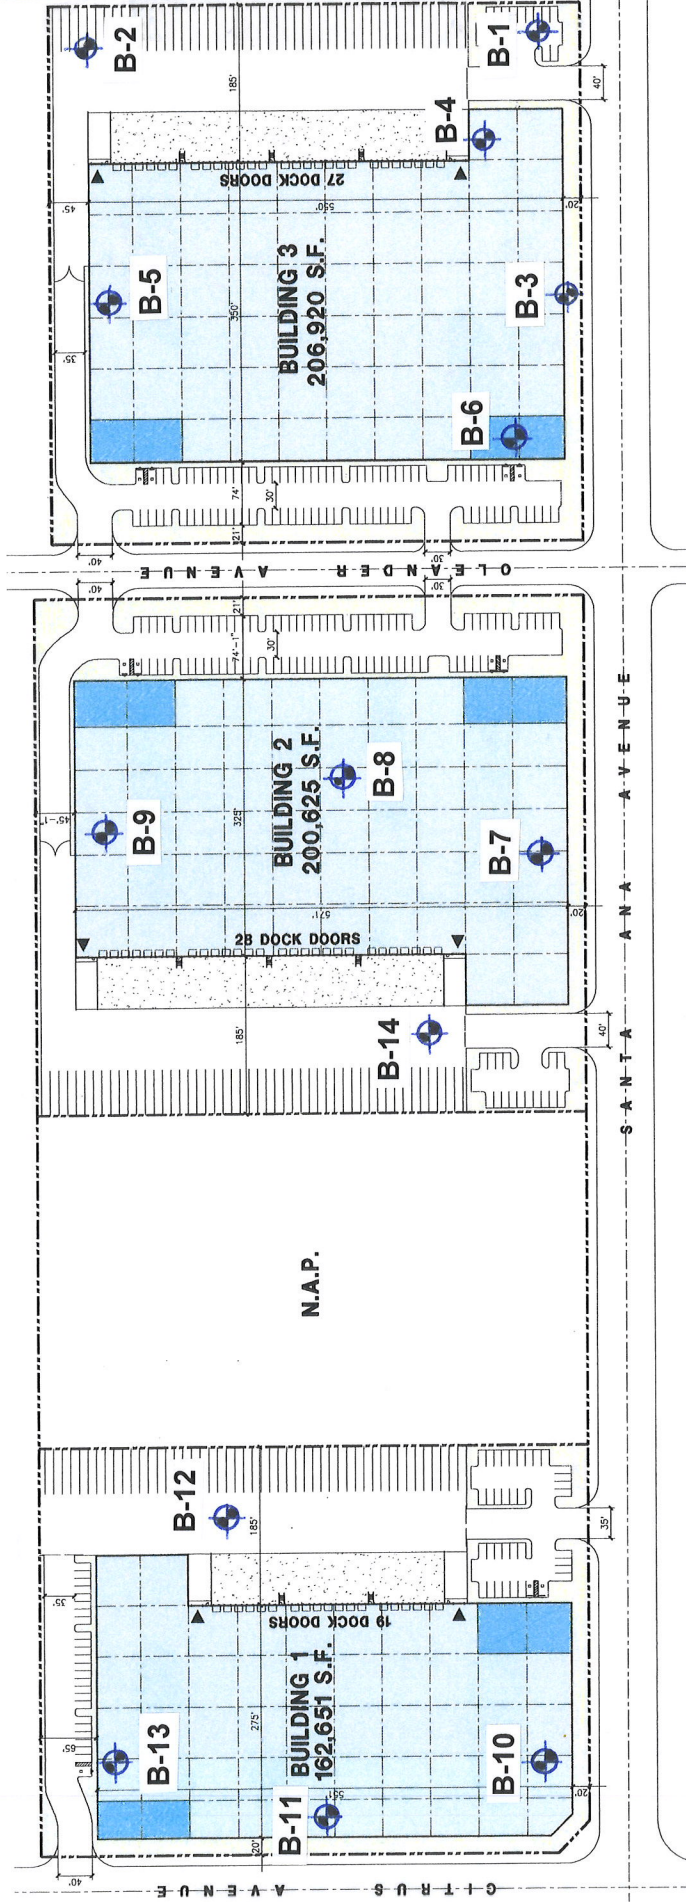 B-2
B-1
185'
40'
B-4
27 DOCK DOORS
45'
550'
20'
B-5
BUILDING 3
206,920 S.F.
B-3
350'
35'
B-6
74'
30'
21'
40'
30'
OLEANDER AVENUE
40'
30'
21'
74'-1"
30'
BUILDING 2
200,625 S.F.
B-8
B-9
45'-1"
325'
B-7
571'
20'
28 DOCK DOORS
B-14
185'
40'
SANTA ANA AVENUE
N.A.P.
B-12
185'
35'
35'
19 DOCK DOORS
BUILDING 1
162,651 S.F.
275'
65'
B-13
B-10
551'
20'
B-11
20'
40'
CITRUS AVENUE